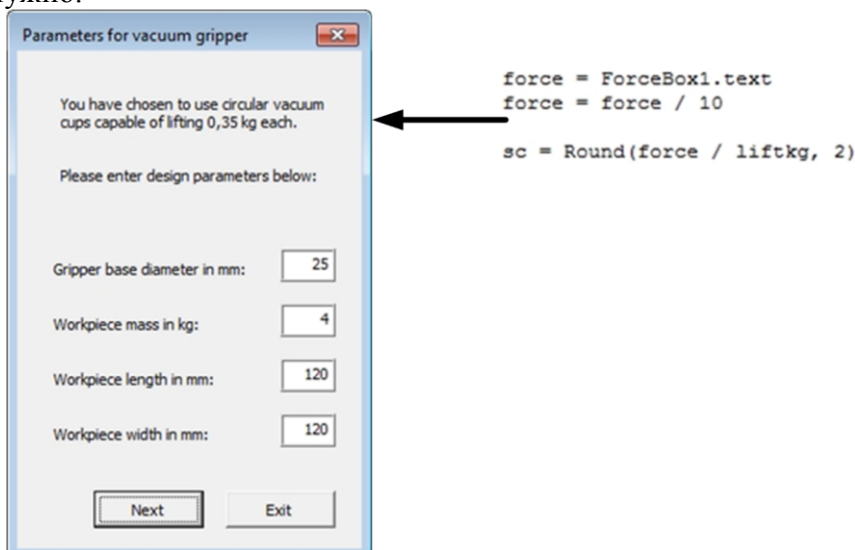 Parameters for vacuum gripper
You have chosen to use circular vacuum
cups capable of lifting 0,35 kg each.
Please enter design parameters below:
Gripper base diameter in mm: 25
Workpiece mass in kg: 4
Workpiece length in mm: 120
Workpiece width in mm: 120
Next Exit
force = ForceBox1.text
force = force / 10
sc = Round(force / liftkg, 2)